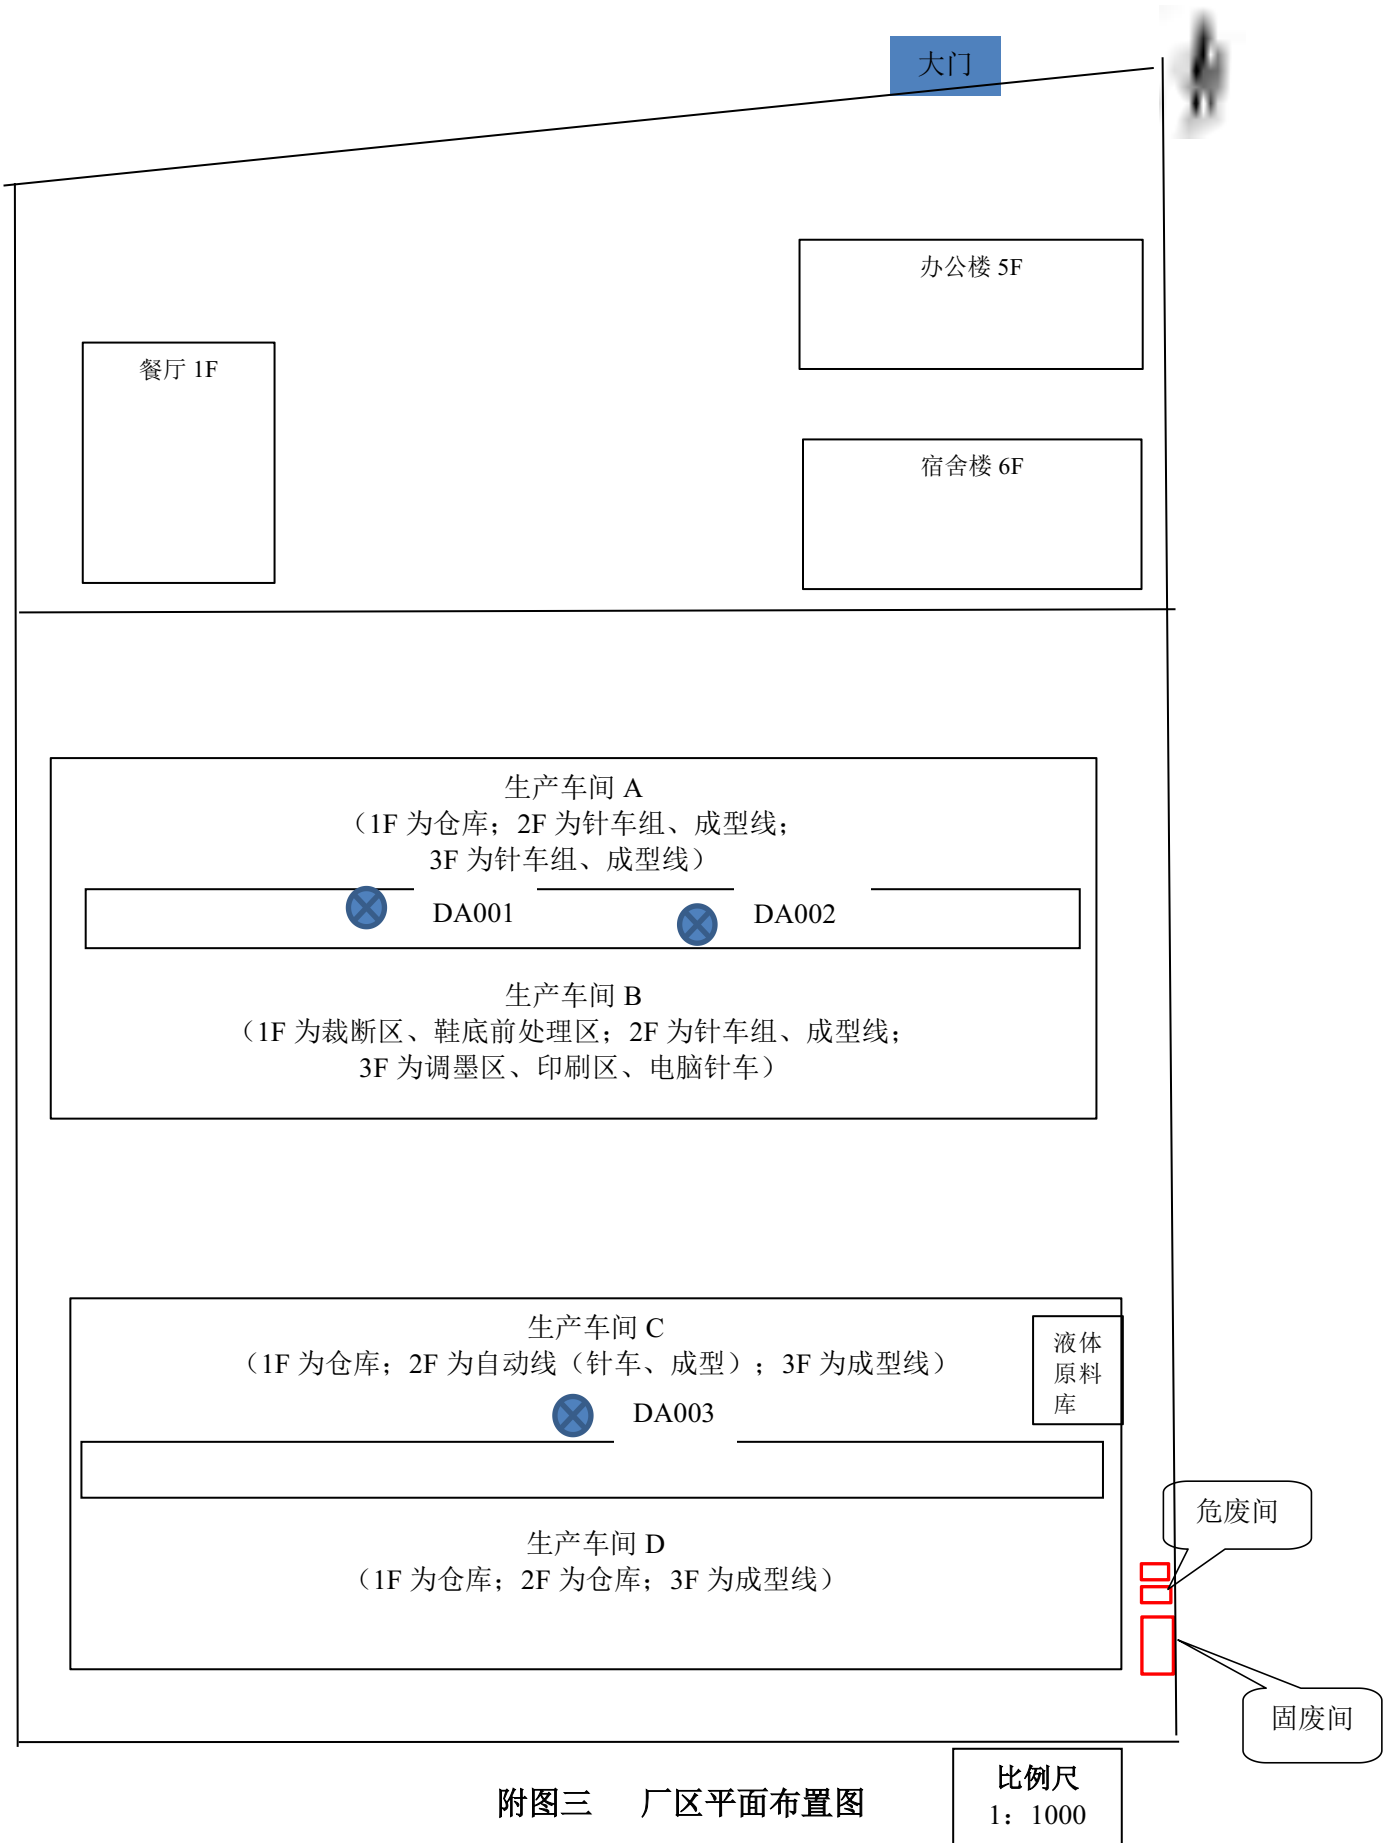 大门
办公楼 5F
餐厅 1F
宿舍楼 6F
生产车间 A
（1F 为仓库；2F 为针车组、成型线；
3F 为针车组、成型线）
DA001
DA002
生产车间 B
（1F 为裁断区、鞋底前处理区；2F 为针车组、成型线；
3F 为调墨区、印刷区、电脑针车）
生产车间 C
（1F 为仓库；2F 为自动线（针车、成型）；3F 为成型线）
液体
原料
库
DA003
危废间
生产车间 D
（1F 为仓库；2F 为仓库；3F 为成型线）
固废间
附图三 厂区平面布置图
比例尺
1：1000